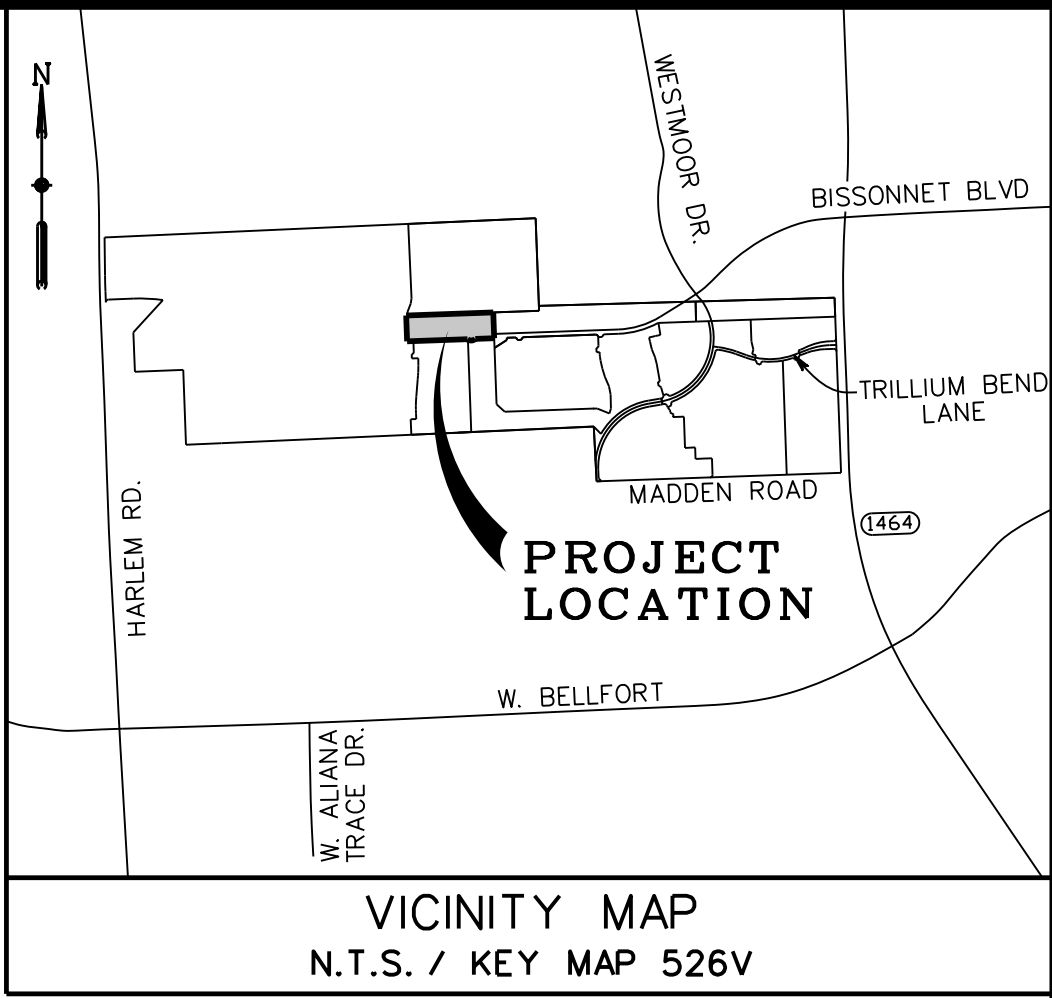 N
WESTMOOR DR.
BISSONNET BLVD
TRILLIUM BEND
LANE
MADDEN ROAD
1464
HARLEM RD.
PROJECT
LOCATION
W. BELLFORT
W. ALIANA
TRACE DR.
VICINITY MAP
N.T.S. / KEY MAP 526V